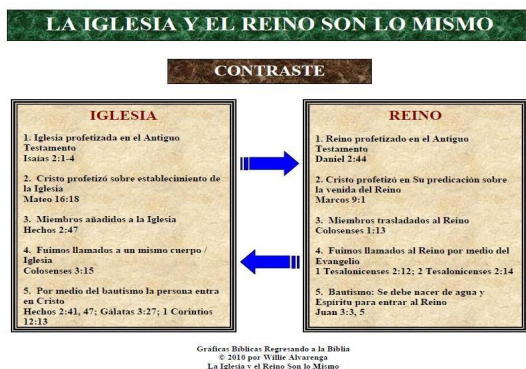 LA IGLESIA Y EL REINO SON LO MISMO
CONTRASTE
IGLESIA
1. Iglesia profetizada en el Antiguo
Testamento
Isaías 2:1-4
2. Cristo profetizó sobre establecimiento de
la Iglesia
Mateo 16:18
3. Miembros añadidos a la Iglesia
Hechos 2:47
4. Fuimos llamados a un mismo cuerpo /
Iglesia
Colosenses 3:15
5. Por medio del bautismo la persona entra
en Cristo
Hechos 2:41, 47; Gálatas 3:27; 1 Corintios
12:13
REINO
1. Reino profetizado en el Antiguo
Testamento
Daniel 2:44
2. Cristo profetizó en Su predicación sobre
la venida del Reino
Marcos 9:1
3. Miembros trasladados al Reino
Colosenses 1:13
4. Fuimos llamados al Reino por medio del
Evangelio
1 Tesalonicenses 2:12; 2 Tesalonicenses 2:14
5. Bautismo: Se debe nacer de agua y
Espíritu para entrar al Reino
Juan 3:3, 5
Gráficas Bíblicas Regresando a la Biblia
© 2010 por Willie Alvarenga
La Iglesia y el Reino Son lo Mismo